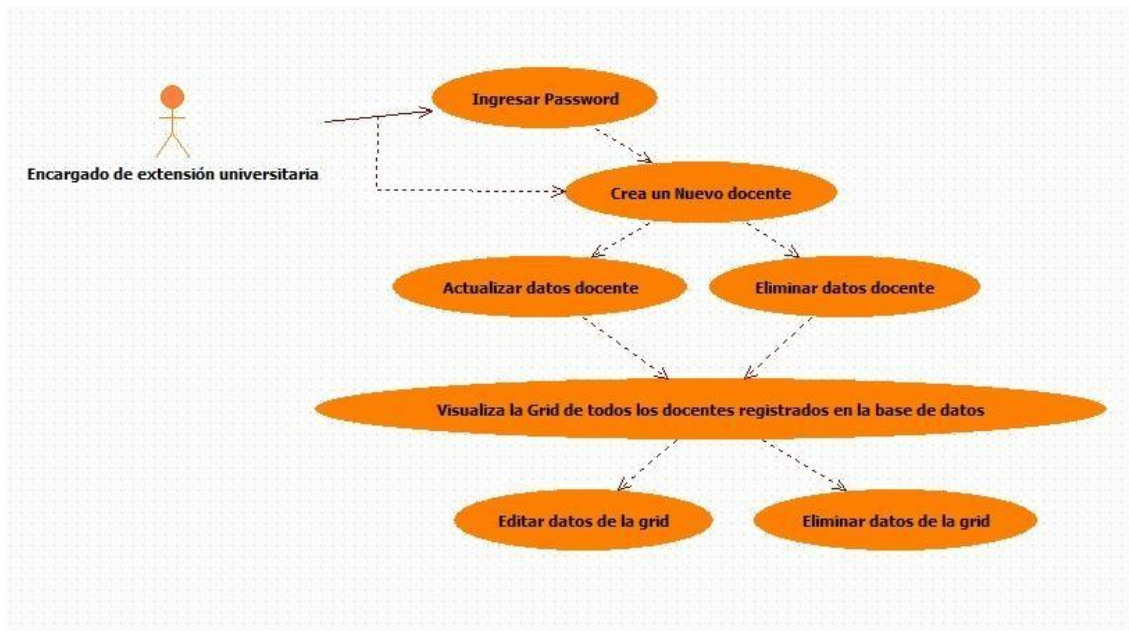 Ingresar Password
Encargado de extensión universitaria
Crea un Nuevo docente
Actualizar datos docente
Eliminar datos docente
Visualiza la Grid de todos los docentes registrados en la base de datos
Editar datos de la grid
Eliminar datos de la grid